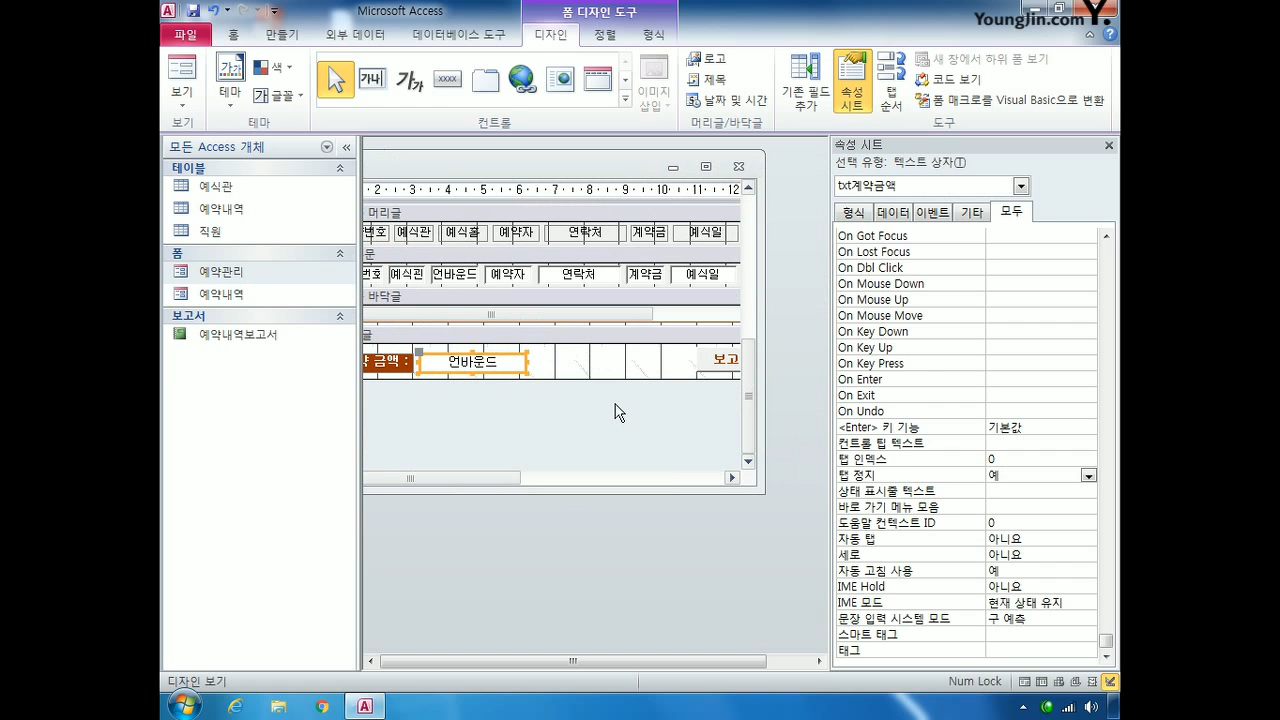 Microsoft Access
폼 디자인 도구
YoungJin.com Y.
파일 홈 만들기 외부 데이터 데이터베이스 도구 디자인 정렬 형식
보기
테마
색
글꼴
가나
xxxx
이미지 삽입
로고
제목
날짜 및 시간
기존 필드 추가
속성 시트
탭 순서
새 창에서 하위 폼 보기
코드 보기
폼 매크로를 Visual Basic으로 변환
보기 테마 컨트롤 머리글/바닥글 도구
모든 Access 개체
테이블
예식관
예약내역
직원
폼
예약관리
예약내역
보고서
예약내역보고서
2 3 4 5 6 7 8 9 10 11 12
머리글
번호 예식관 예식홀 예약자 연락처 계약금 예식일
문
번호 예식관 언바운드 예약자 연락처 계약금 예식일
바닥글
글
약 금액 : 언바운드 보고
속성 시트
선택 유형: 텍스트 상자(I)
txt계약금액
형식 데이터 이벤트 기타 모두
On Got Focus
On Lost Focus
On Dbl Click
On Mouse Down
On Mouse Up
On Mouse Move
On Key Down
On Key Up
On Key Press
On Enter
On Exit
On Undo
<Enter> 키 기능 기본값
컨트롤 팁 텍스트
탭 인덱스 0
탭 정지 예
상태 표시줄 텍스트
바로 가기 메뉴 모음
도움말 컨텍스트 ID 0
자동 탭 아니요
세로 아니요
자동 고침 사용 예
IME Hold 아니요
IME 모드 현재 상태 유지
문장 입력 시스템 모드 구 예측
스마트 태그
태그
디자인 보기
Num Lock